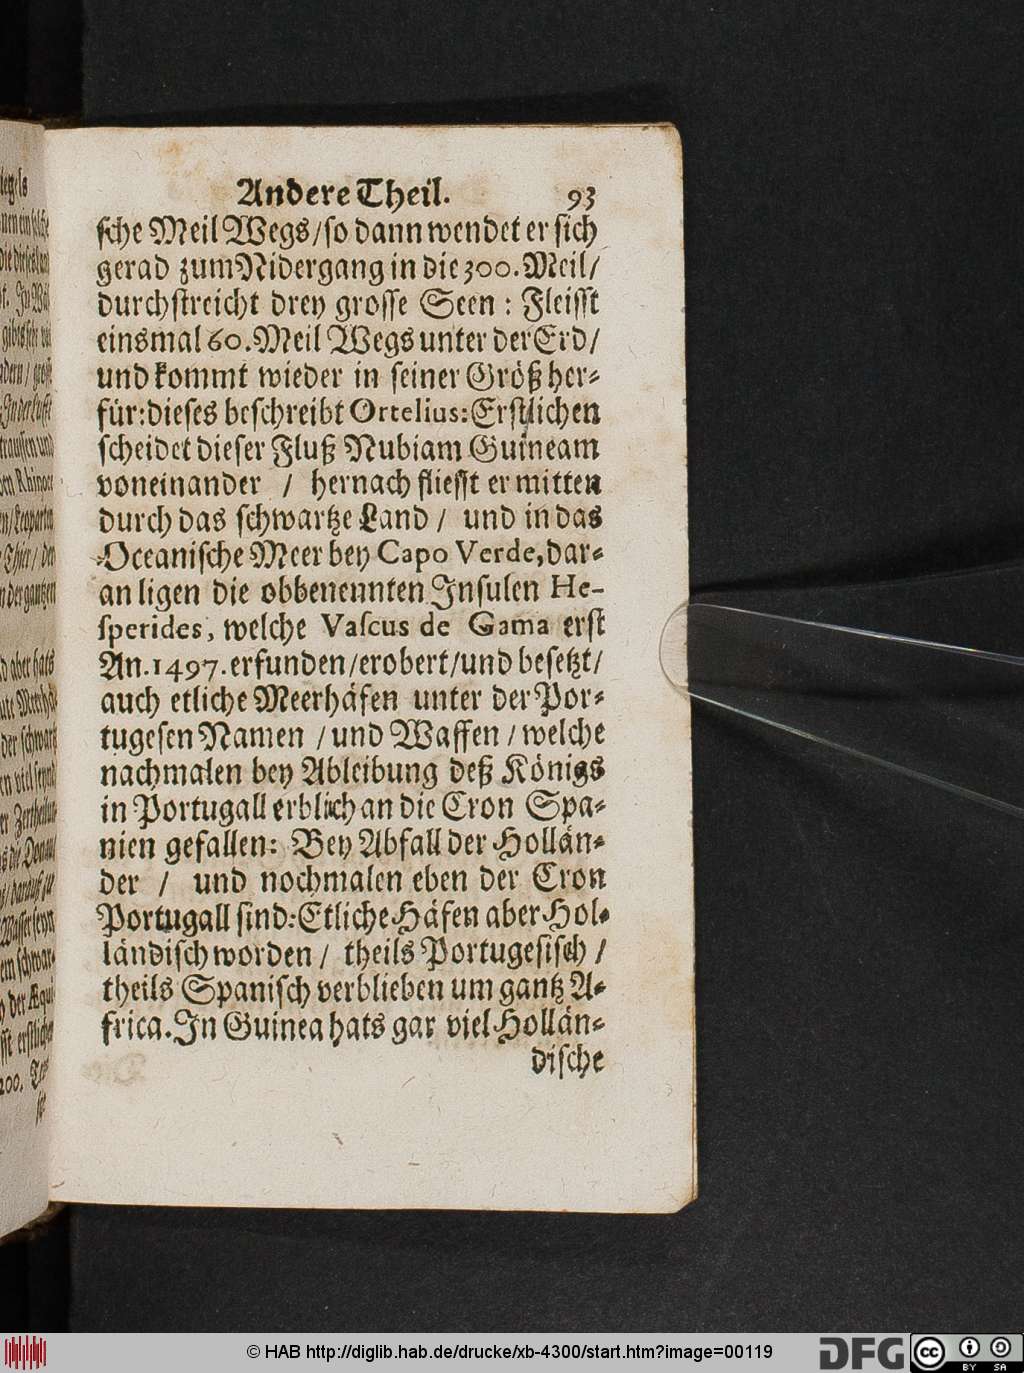 Andere Theil. 93
sche Meil Wegs / so dann wendet er sich
gerad zum Nidergang in die 300. Meil /
durchstreicht drey grosse Seen : Fleisst
einsmal 60. Meil Wegs unter der Erd /
und kommt wieder in seiner Größ her-
für: dieses beschreibt Ortelius: Erstlichen
scheidet dieser Fluß Nubiam Guineam
voneinander / hernach fliesst er mitten
durch das schwartze Land / und in das
Oceanische Meer bey Capo Verde, dar-
an ligen die obbenennten Insulen He-
sperides, welche Vascus de Gama erst
An. 1497. erfunden / erobert / und besetzt /
auch etliche Meerhäfen unter der Por-
tugesen Namen / und Waffen / welche
nachmalen bey Ableibung deß Königs
in Portugall erblich an die Cron Spa-
nien gefallen: Bey Abfall der Hollän-
der / und nochmalen eben der Cron
Portugall sind: Etliche Häfen aber Hol-
ländisch worden / theils Portugesisch /
theils Spanisch verblieben um gantz A-
frica. In Guinea hats gar viel Hollän-
dische
© HAB http://diglib.hab.de/drucke/xb-4300/start.htm?image=00119
DFG
cc BY SA